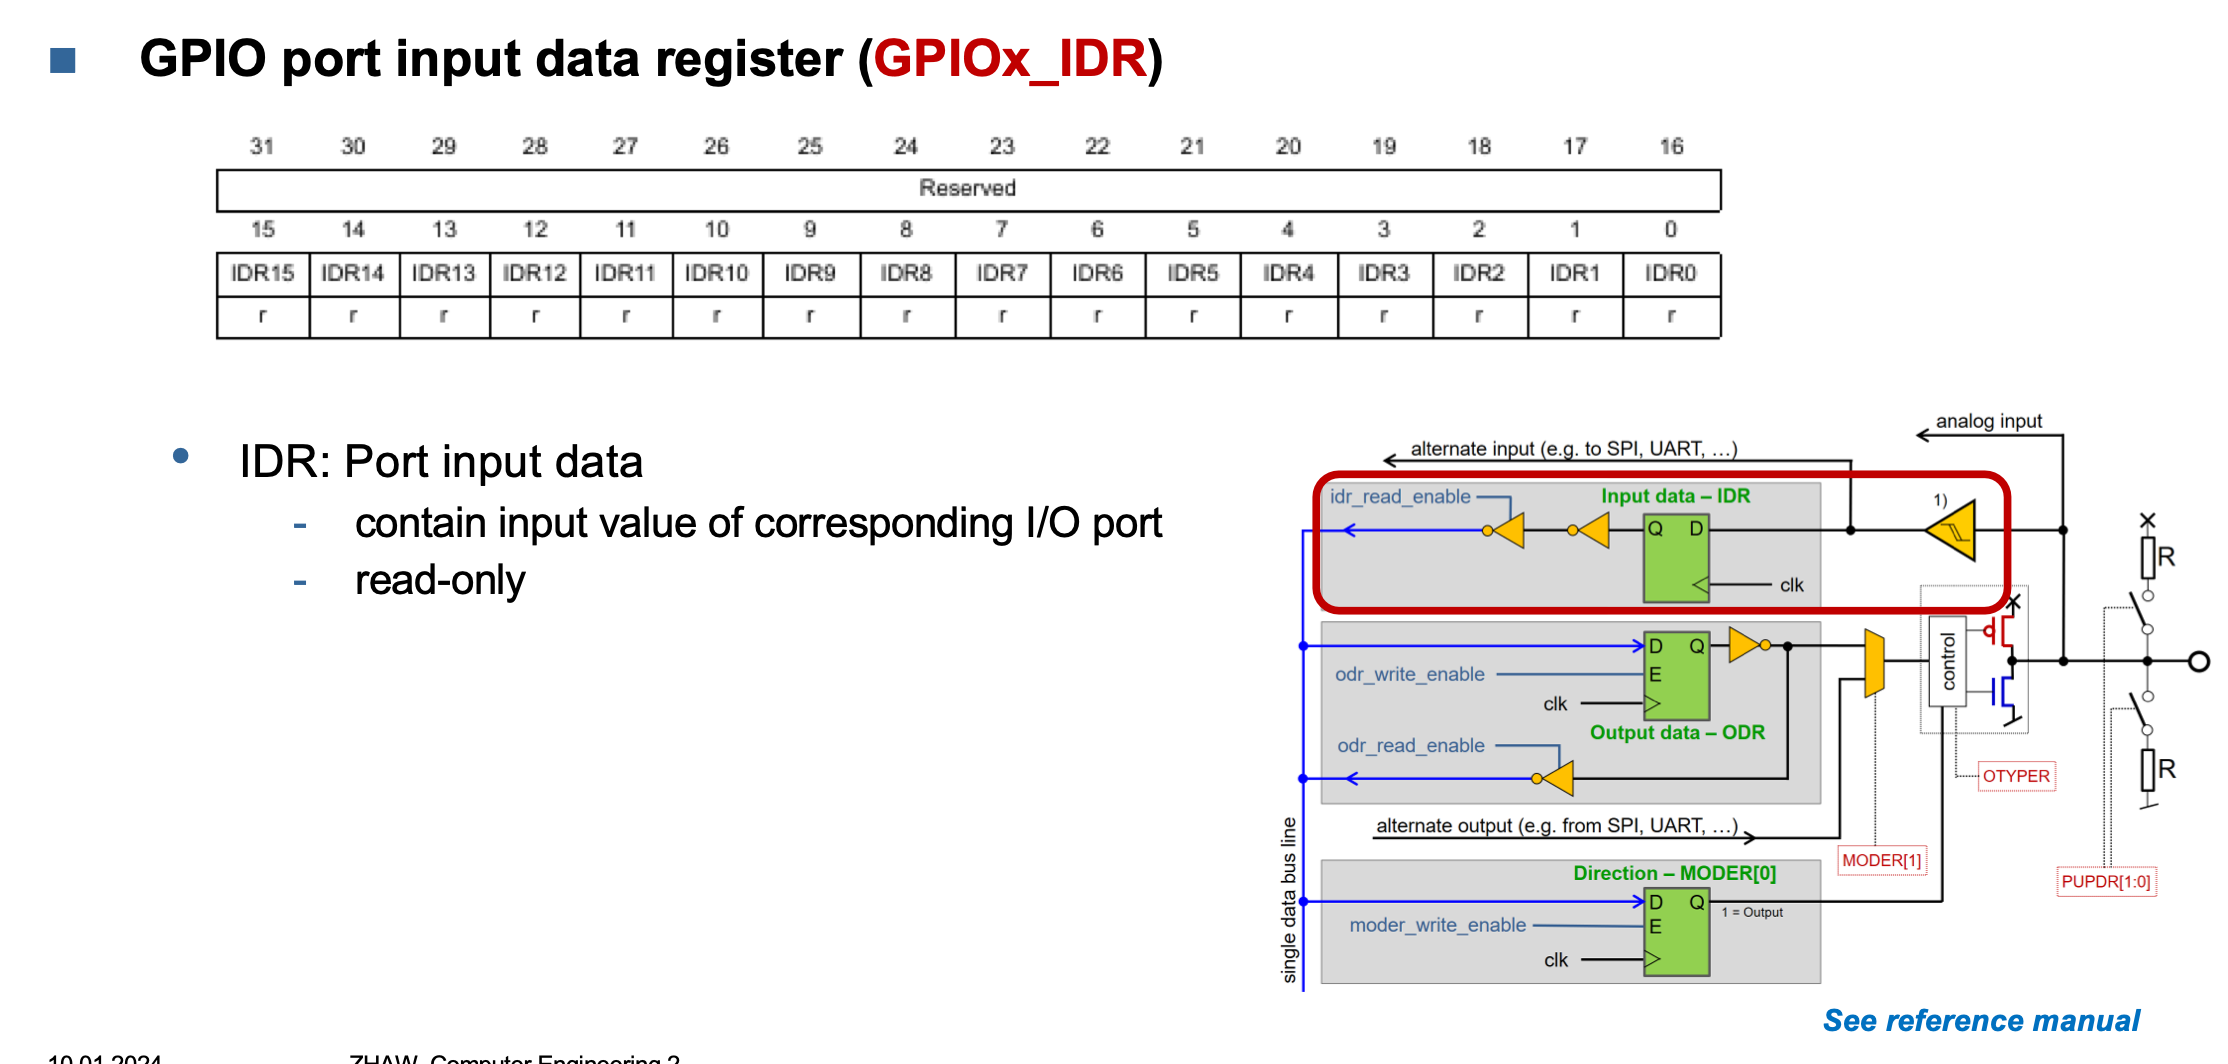 GPIO port input data register (GPIOx_IDR)
31 30 29 28 27 26 25 24 23 22 21 20 19 18 17 16
Reserved
15 14 13 12 11 10 9 8 7 6 5 4 3 2 1 0
IDR15 IDR14 IDR13 IDR12 IDR11 IDR10 IDR9 IDR8 IDR7 IDR6 IDR5 IDR4 IDR3 IDR2 IDR1 IDR0
r r r r r r r r r r r r r r r r
IDR: Port input data
- contain input value of corresponding I/O port
- read-only
analog input
alternate input (e.g. to SPI, UART, …)
idr_read_enable
Input data – IDR
1)
Q D
clk
R
D Q
odr_write_enable
E
clk
control
Output data – ODR
odr_read_enable
OTYPER
R
alternate output (e.g. from SPI, UART, …)
MODER[1]
PUPDR[1:0]
single data bus line
Direction – MODER[0]
D Q
1 = Output
moder_write_enable
E
clk
See reference manual
10.01.2024
ZHAW, Computer Engineering 2